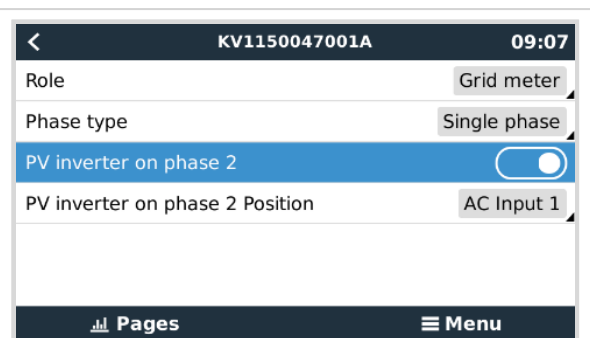 KV1150047001A 09:07
Role Grid meter
Phase type Single phase
PV inverter on phase 2
PV inverter on phase 2 Position AC Input 1
Pages Menu